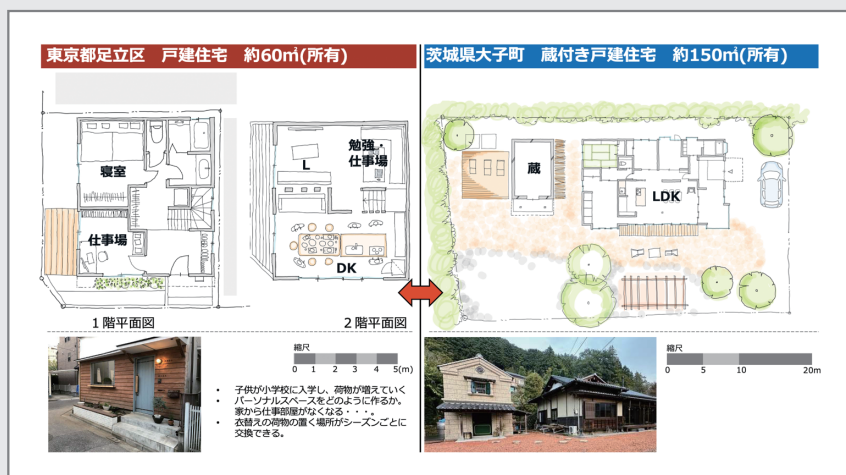 東京都足立区　戸建住宅　約60㎡(所有)
寝室
仕事場
L
勉強・
仕事場
DK
1階平面図
2階平面図
縮尺
0 1 2 3 4 5(m)
• 子供が小学校に入学し、荷物が増えていく
• パーソナルスペースをどのように作るか。
家から仕事部屋がなくなる・・・。
• 衣替えの荷物の置く場所がシーズンごとに
交換できる。
茨城県大子町　蔵付き戸建住宅　約150㎡(所有)
蔵
LDK
縮尺
0 5 10 20m